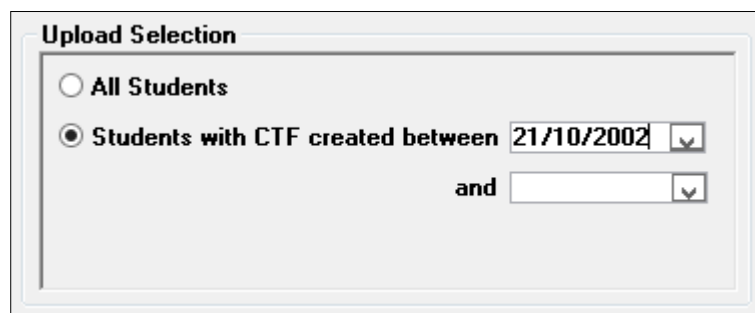 Upload Selection
All Students
Students with CTF created between 21/10/2002
and